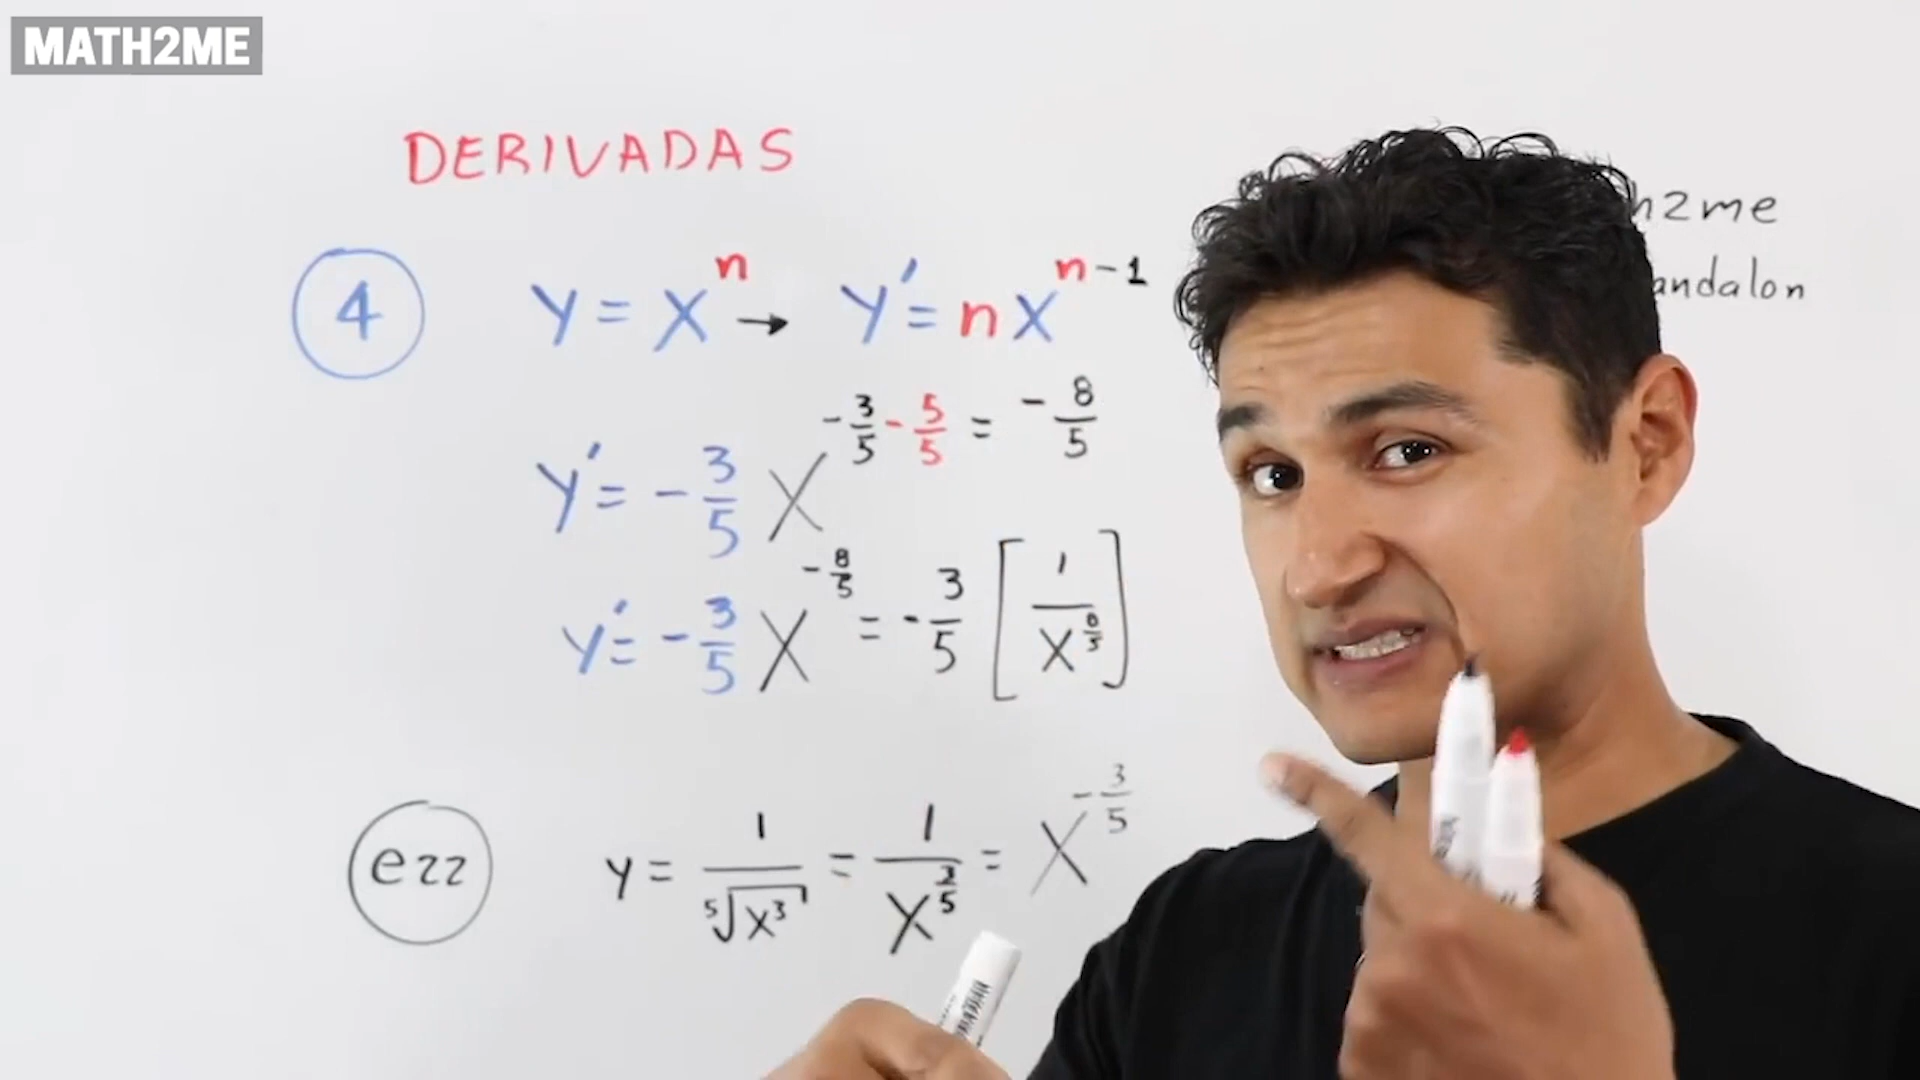 MATH2ME
DERIVADAS
h2me
andalon
4 y = x^n → y' = n x^{n-1}
y' = - 3/5 x^{-3/5 - 5/5} = - 8/5
y' = - 3/5 x^{-8/5} = - 3/5 [ 1 / x^{8/5} ]
ezz y = 1 / ⁵√x³ = 1 / x^{3/5} = x^{-3/5}